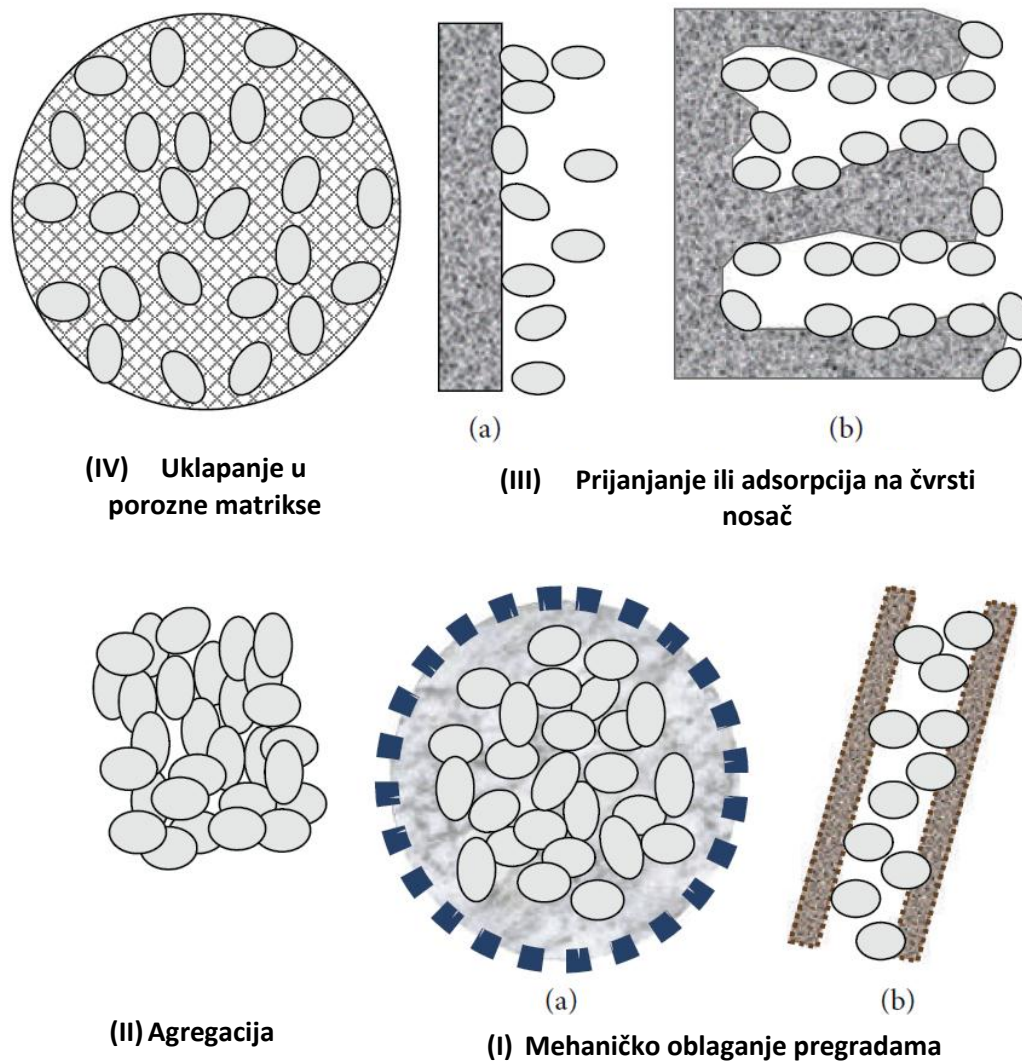 (a)
(b)
(IV) Uklapanje u
porozne matrikse
(III) Prijanjanje ili adsorpcija na čvrsti
nosač
(a)
(b)
(II) Agregacija
(I) Mehaničko oblaganje pregradama